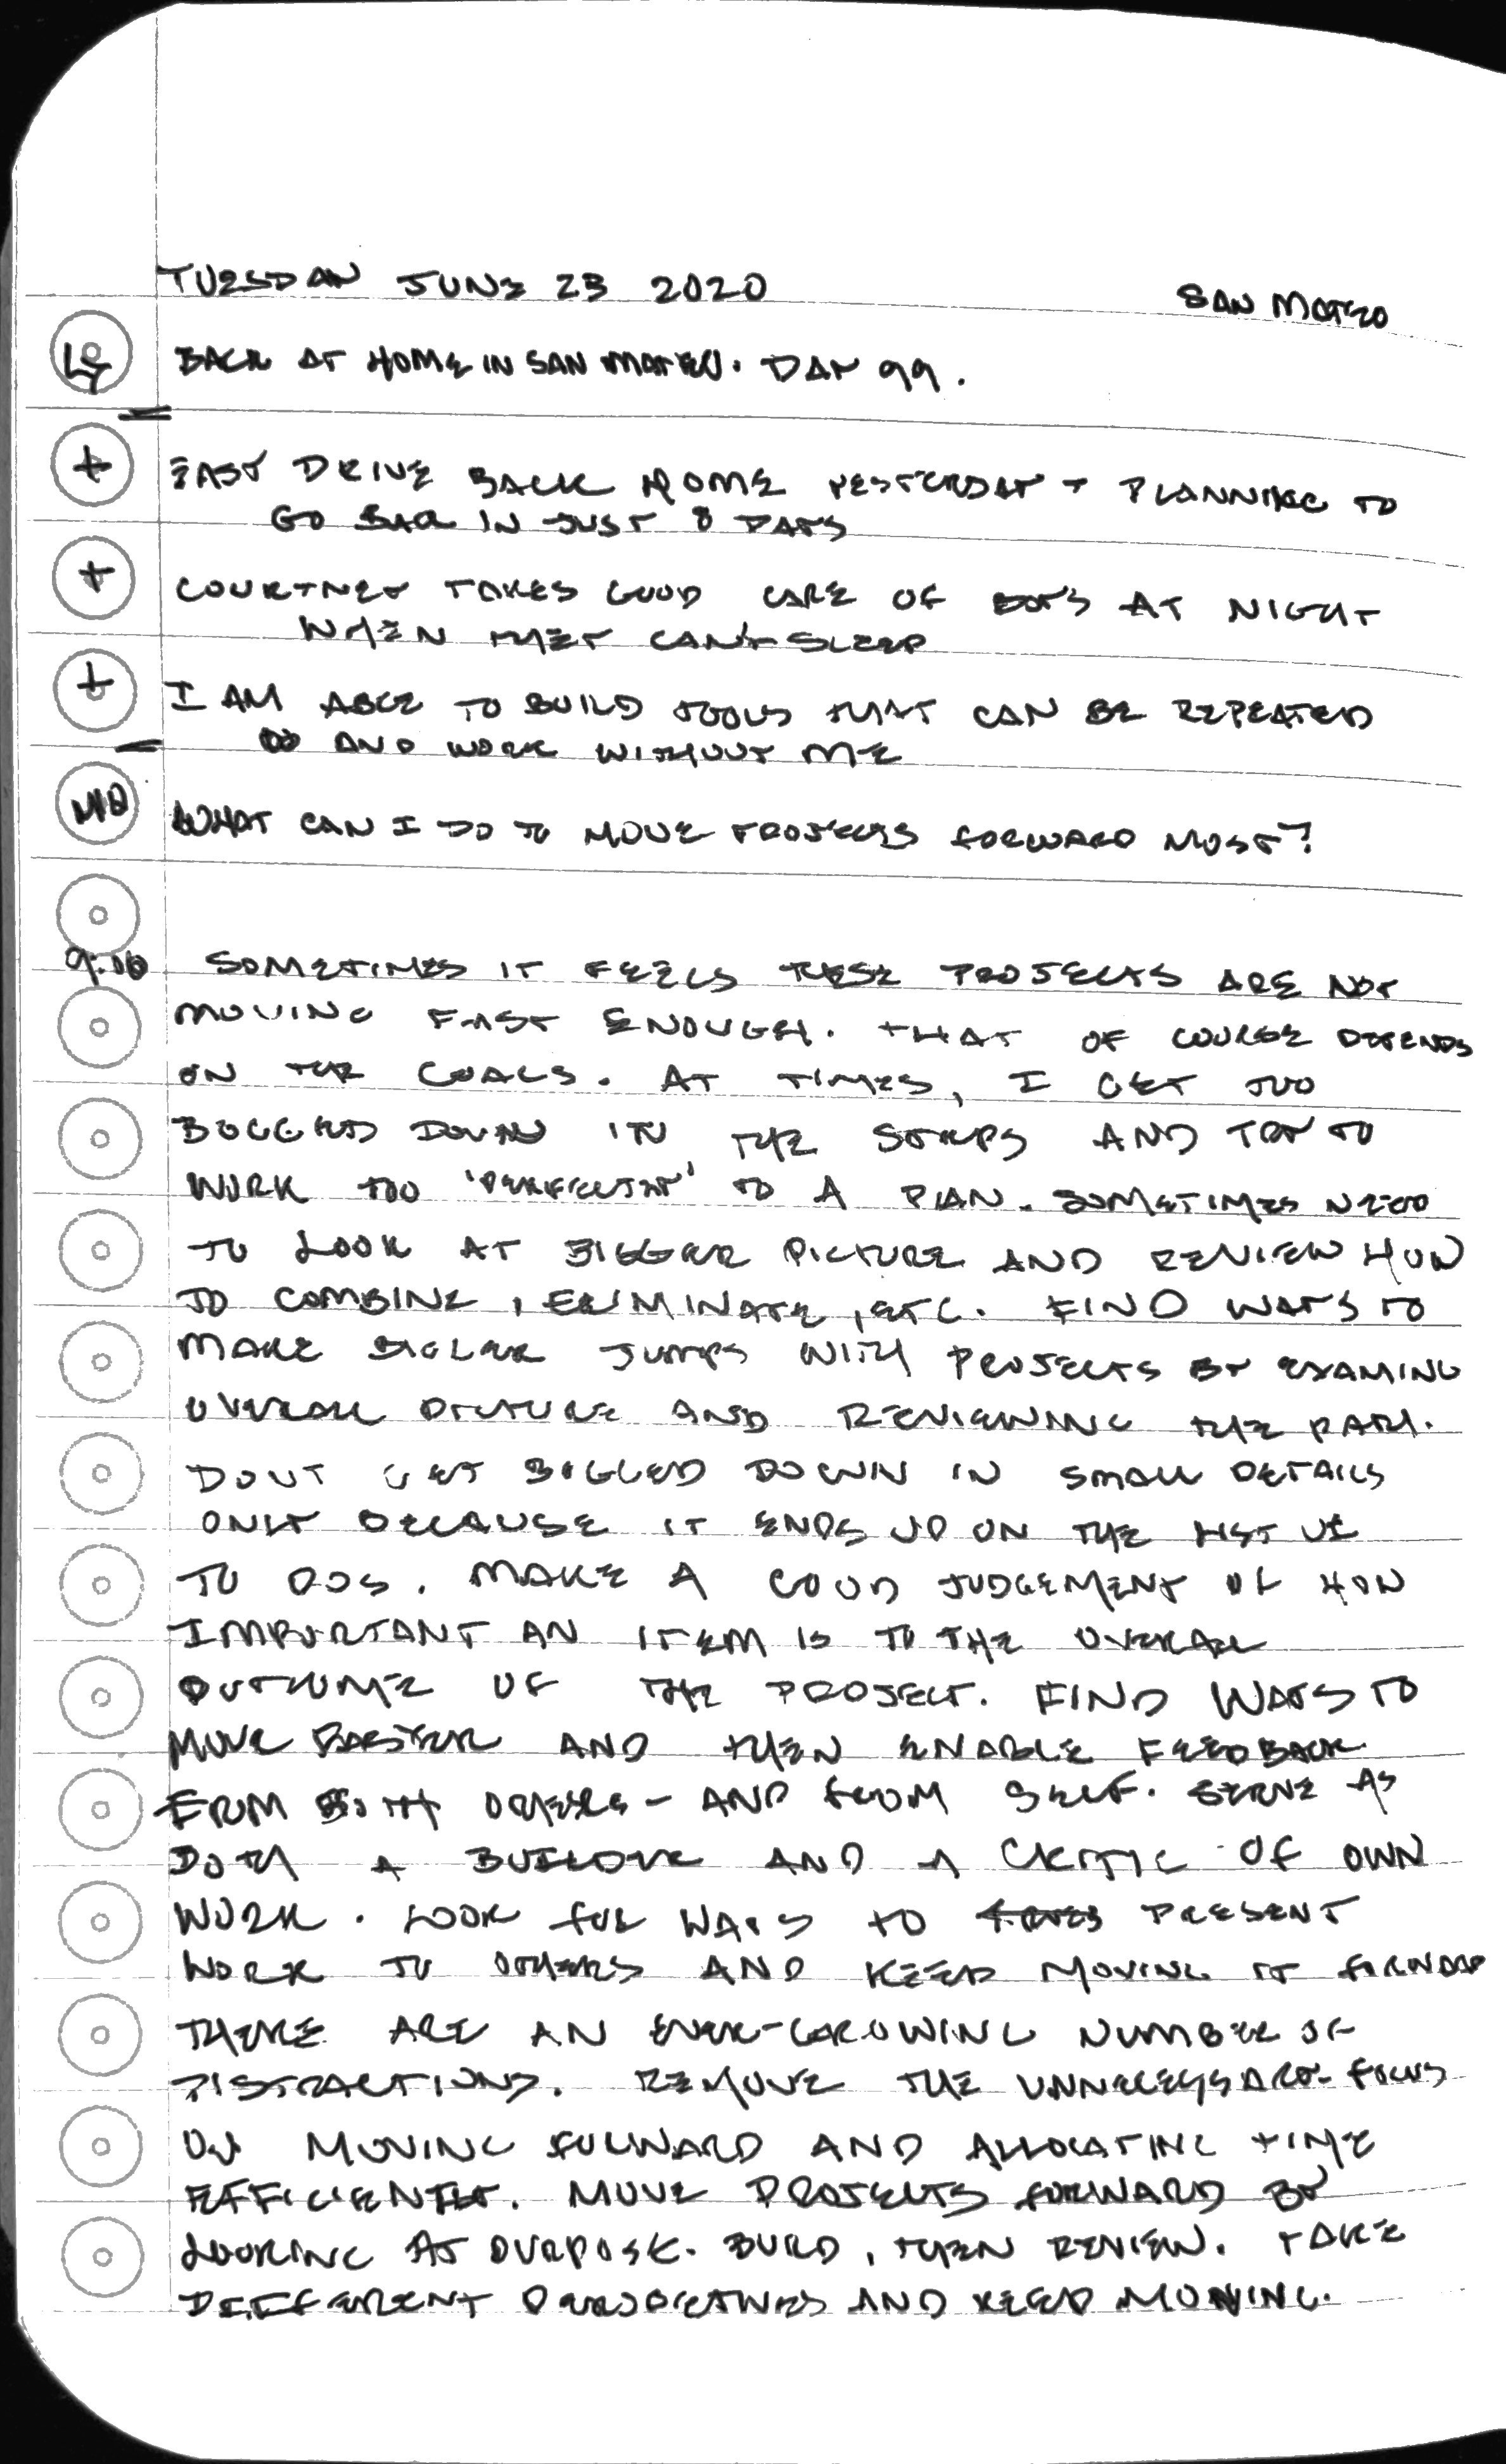 TUESDAY JUNE 23 2020 SAN MATEO
BACK AT HOME IN SAN MATEO. DAY 99.
+ EASY DRIVE BACK HOME YESTERDAY + PLANNING TO
GO BACK IN JUST 8 DAYS
+ COURTNEY TAKES GOOD CARE OF BOYS AT NIGHT
WHEN THEY CAN'T SLEEP
+ I AM ABLE TO BUILD TOOLS THAT CAN BE REPEATED
AND WORK WITHOUT ME
WHAT CAN I DO TO MOVE PROJECTS FORWARD MOST?
9:06 SOMETIMES IT FEELS THESE PROJECTS ARE NOT
MOVING FAST ENOUGH. THAT OF COURSE DEPENDS
ON THE GOALS. AT TIMES, I GET TOO
BOGGED DOWN IN THE STEPS AND TRY TO
WORK TOO 'PERFECTLY' TO A PLAN. SOMETIMES NEED
TO LOOK AT BIGGER PICTURE AND REVIEW HOW
TO COMBINE, ELIMINATE, ETC. FIND WAYS TO
MAKE BIGGER JUMPS WITH PROJECTS BY EXAMING
OVERALL PICTURE AND REVIEWING THE PATH.
DONT GET BOGGED DOWN IN SMALL DETAILS
ONLY BECAUSE IT ENDS UP ON THE LIST OF
TO DOS. MAKE A GOOD JUDGEMENT OF HOW
IMPORTANT AN ITEM IS TO THE OVERALL
OUTCOME OF THE PROJECT. FIND WAYS TO
MOVE FASTER AND THEN ENABLE FEEDBACK
FROM BOTH OTHERS - AND FROM SELF. SERVE AS
BOTH A BUILDER AND A CRITIC OF OWN
WORK. LOOK FOR WAYS TO PRESENT
WORK TO OTHERS AND KEEP MOVING IT FORWARD
THERE ARE AN EVER-GROWING NUMBER OF
DISTRACTIONS. REMOVE THE UNNECESSARY. FOCUS
ON MOVING FORWARD AND ALLOCATING TIME
EFFICIENTLY. MOVE PROJECTS FORWARD BY
LOOKING AT PURPOSE. BUILD, THEN REVIEW. TAKE
DIFFERENT PERSPECTIVES AND KEEP MOVING.